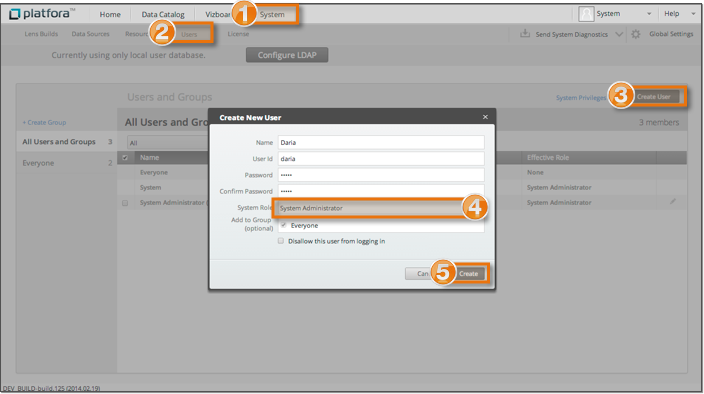 platfora™ Home Data Catalog Vizboa 1 System System Help
Lens Builds Data Sources Resourc 2 Users License Send System Diagnostics Global Settings
Currently using only local user database. Configure LDAP
Users and Groups System Privileges 3 Create User
+ Create Group All Users and Gro 3 members
All Users and Groups 3 All
Everyone 2
Name Effective Role
Everyone None
System System Administrator
System Administrator ( System Administrator
Create New User ×
Name Daria
User Id daria
Password •••••
Confirm Password •••••
System Role System Administrator 4
Add to Group (optional) Everyone
Disallow this user from logging in
Can 5 Create
DEV_BUILD-build.125 (2014.02.19)